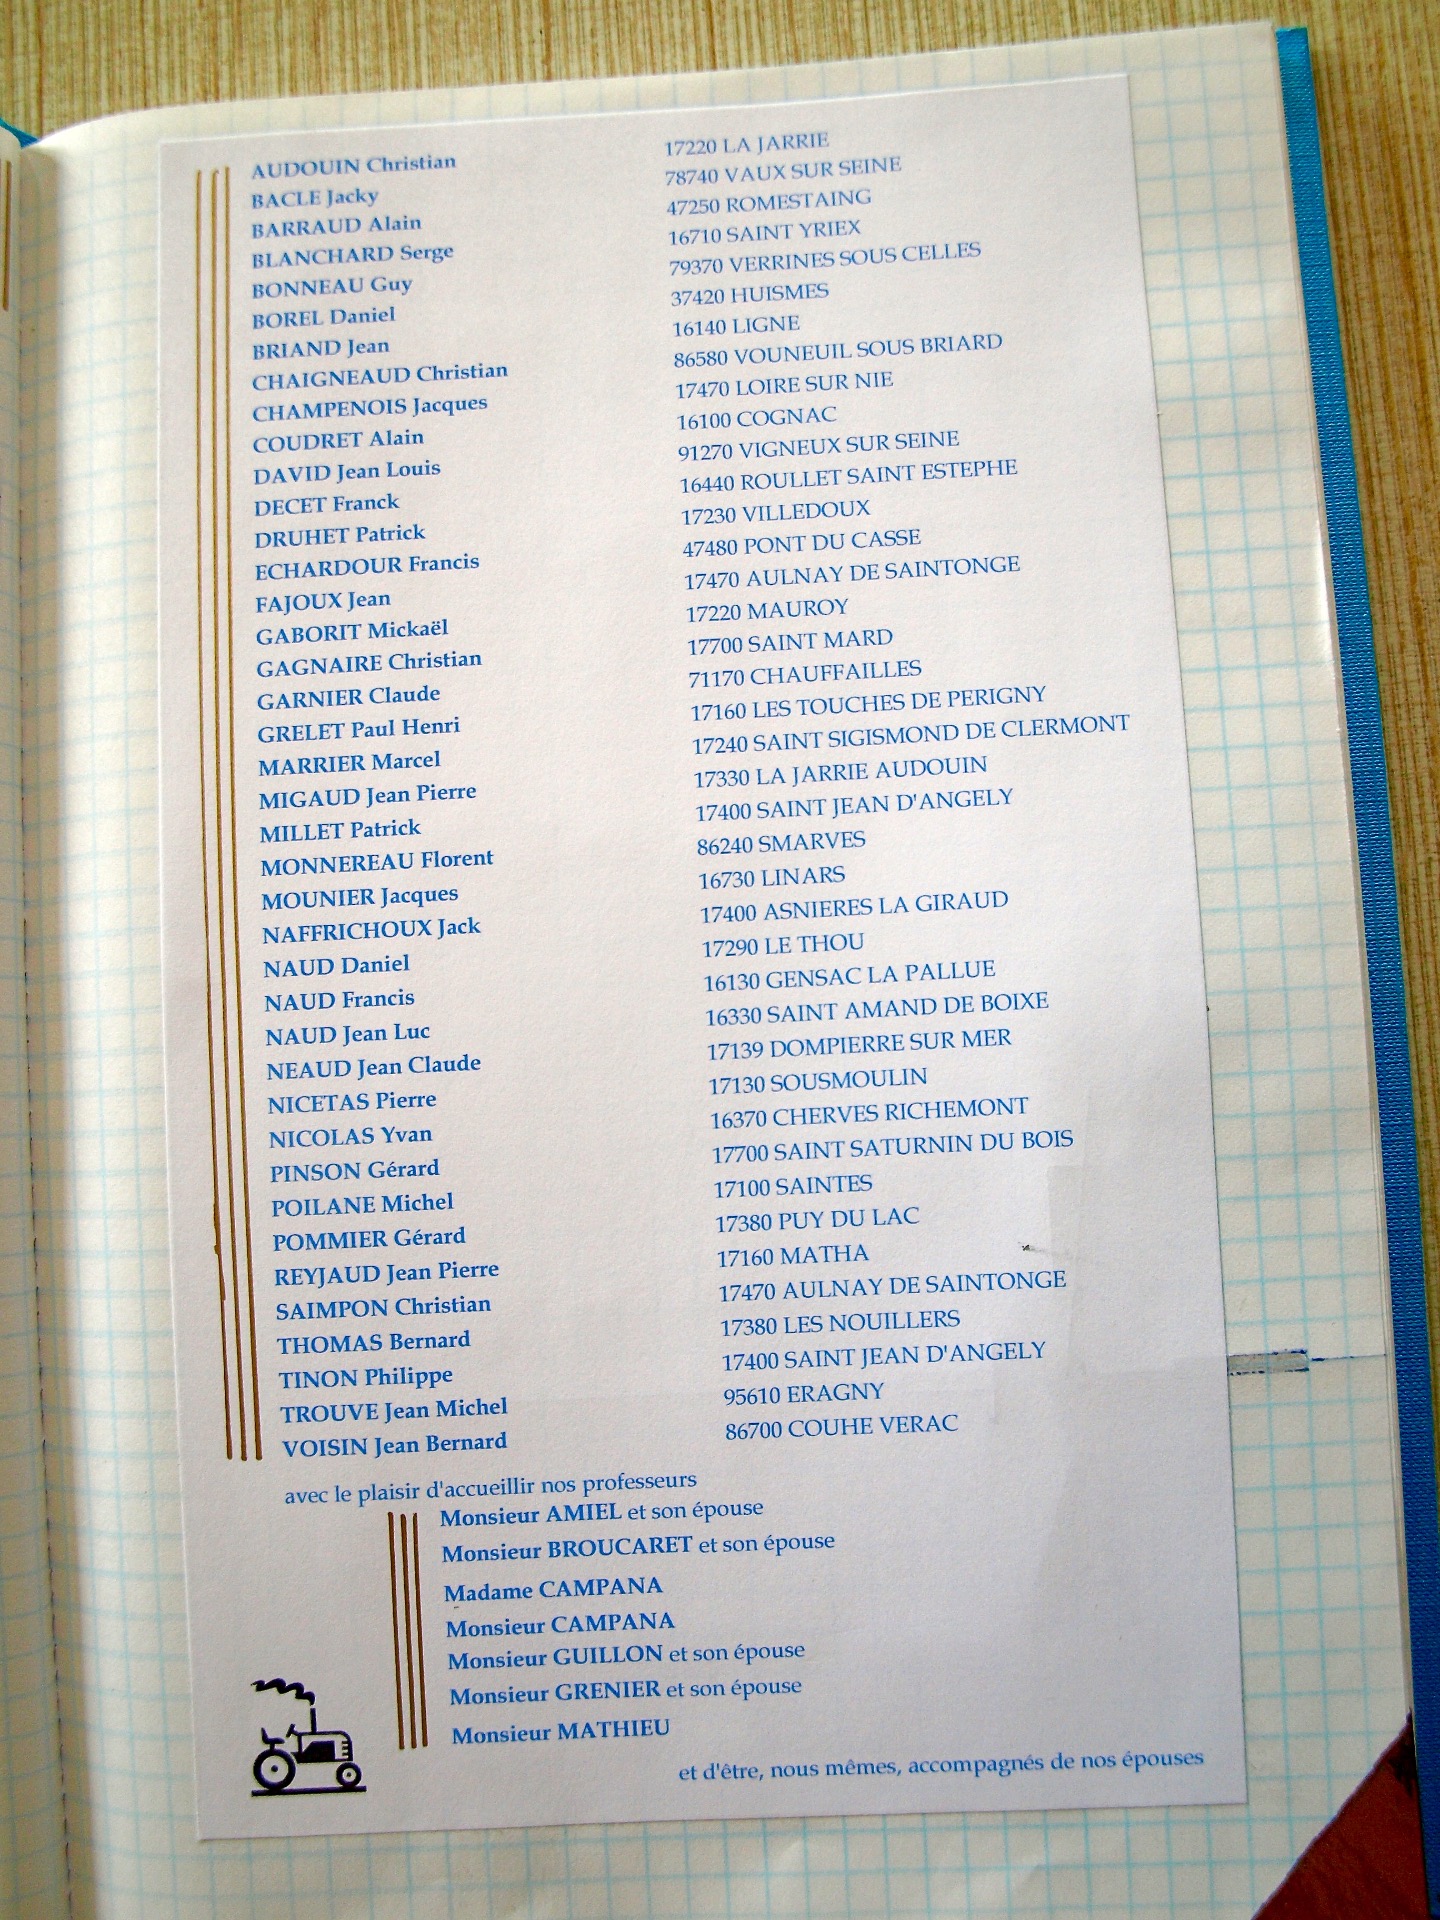 AUDOUIN Christian 17220 LA JARRIE
BACLE Jacky 78740 VAUX SUR SEINE
BARRAUD Alain 47250 ROMESTAING
BLANCHARD Serge 16710 SAINT YRIEX
BONNEAU Guy 79370 VERRINES SOUS CELLES
BOREL Daniel 37420 HUISMES
BRIAND Jean 16140 LIGNE
CHAIGNEAUD Christian 86580 VOUNEUIL SOUS BRIARD
CHAMPENOIS Jacques 17470 LOIRE SUR NIE
COUDRET Alain 16100 COGNAC
DAVID Jean Louis 91270 VIGNEUX SUR SEINE
DECET Franck 16440 ROULLET SAINT ESTEPHE
DRUHET Patrick 17230 VILLEDOUX
ECHARDOUR Francis 47480 PONT DU CASSE
FAJOUX Jean 17470 AULNAY DE SAINTONGE
GABORIT Mickaël 17220 MAUROY
GAGNAIRE Christian 17700 SAINT MARD
GARNIER Claude 71170 CHAUFFAILLES
GRELET Paul Henri 17160 LES TOUCHES DE PERIGNY
MARRIER Marcel 17240 SAINT SIGISMOND DE CLERMONT
MIGAUD Jean Pierre 17330 LA JARRIE AUDOUIN
MILLET Patrick 17400 SAINT JEAN D'ANGELY
MONNEREAU Florent 86240 SMARVES
MOUNIER Jacques 16730 LINARS
NAFFRICHOUX Jack 17400 ASNIERES LA GIRAUD
NAUD Daniel 17290 LE THOU
NAUD Francis 16130 GENSAC LA PALLUE
NAUD Jean Luc 16330 SAINT AMAND DE BOIXE
NEAUD Jean Claude 17139 DOMPIERRE SUR MER
NICETAS Pierre 17130 SOUSMOULIN
NICOLAS Yvan 16370 CHERVES RICHEMONT
PINSON Gérard 17700 SAINT SATURNIN DU BOIS
POILANE Michel 17100 SAINTES
POMMIER Gérard 17380 PUY DU LAC
REYJAUD Jean Pierre 17160 MATHA
SAIMPON Christian 17470 AULNAY DE SAINTONGE
THOMAS Bernard 17380 LES NOUILLERS
TINON Philippe 17400 SAINT JEAN D'ANGELY
TROUVE Jean Michel 95610 ERAGNY
VOISIN Jean Bernard 86700 COUHE VERAC
avec le plaisir d'accueillir nos professeurs
Monsieur AMIEL et son épouse
Monsieur BROUCARET et son épouse
Madame CAMPANA
Monsieur CAMPANA
Monsieur GUILLON et son épouse
Monsieur GRENIER et son épouse
Monsieur MATHIEU
et d'être, nous mêmes, accompagnés de nos épouses